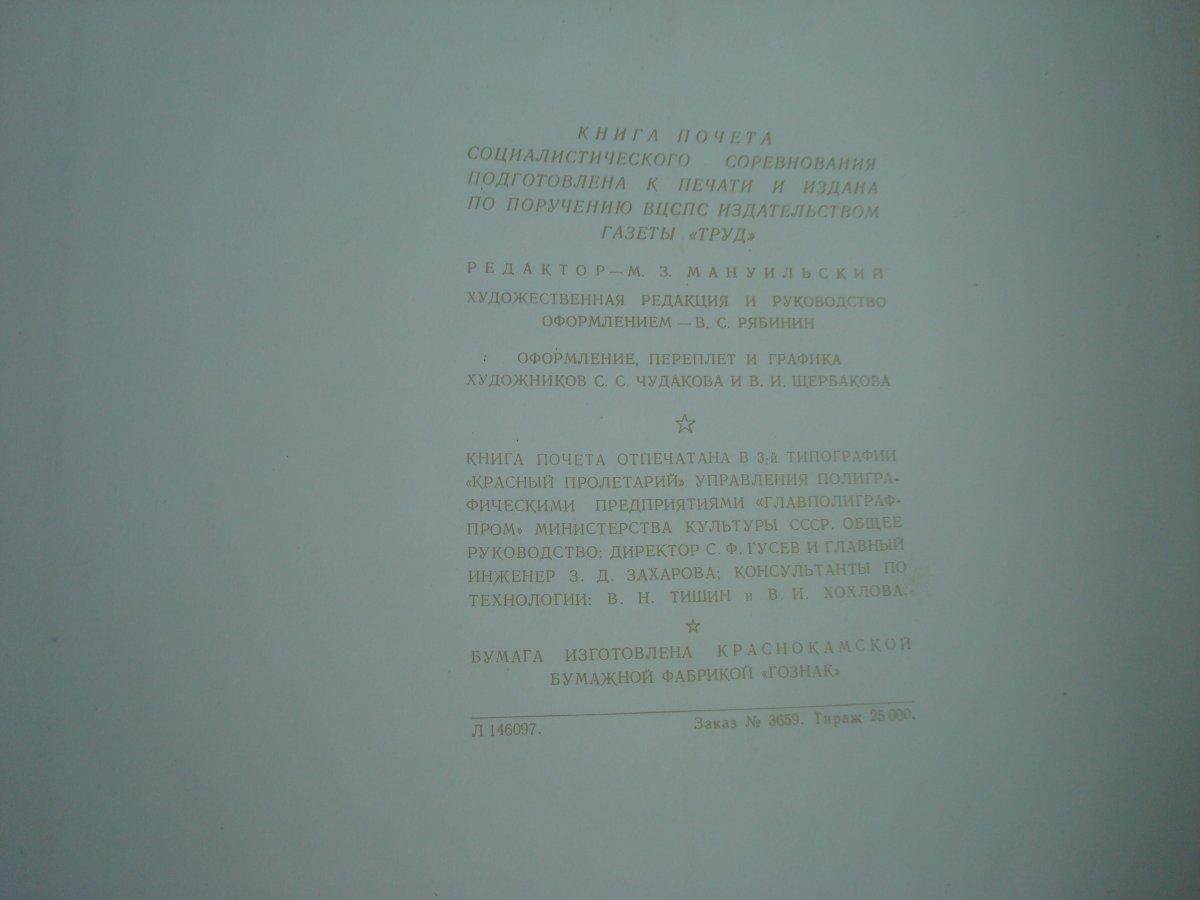 КНИГА ПОЧЕТА
СОЦИАЛИСТИЧЕСКОГО СОРЕВНОВАНИЯ
ПОДГОТОВЛЕНА К ПЕЧАТИ И ИЗДАНА
ПО ПОРУЧЕНИЮ ВЦСПС ИЗДАТЕЛЬСТВОМ
ГАЗЕТЫ «ТРУД»
РЕДАКТОР — М. З. МАНУИЛЬСКИЙ
ХУДОЖЕСТВЕННАЯ РЕДАКЦИЯ И РУКОВОДСТВО
ОФОРМЛЕНИЕМ — В. С. РЯБИНИН
ОФОРМЛЕНИЕ, ПЕРЕПЛЕТ И ГРАФИКА
ХУДОЖНИКОВ С. С. ЧУДАКОВА И В. И. ЩЕРБАКОВА
КНИГА ПОЧЕТА ОТПЕЧАТАНА В 3-й ТИПОГРАФИИ
«КРАСНЫЙ ПРОЛЕТАРИЙ» УПРАВЛЕНИЯ ПОЛИГРА-
ФИЧЕСКИМИ ПРЕДПРИЯТИЯМИ «ГЛАВПОЛИГРАФ-
ПРОМ» МИНИСТЕРСТВА КУЛЬТУРЫ СССР. ОБЩЕЕ
РУКОВОДСТВО: ДИРЕКТОР С. Ф. ГУСЕВ И ГЛАВНЫЙ
ИНЖЕНЕР З. Д. ЗАХАРОВА; КОНСУЛЬТАНТЫ ПО
ТЕХНОЛОГИИ: В. Н. ТИШИН и В. И. ХОХЛОВА.
БУМАГА ИЗГОТОВЛЕНА КРАСНОКАМСКОЙ
БУМАЖНОЙ ФАБРИКОЙ «ГОЗНАК»
Л 146097. Заказ № 3659. Тираж 25 000.